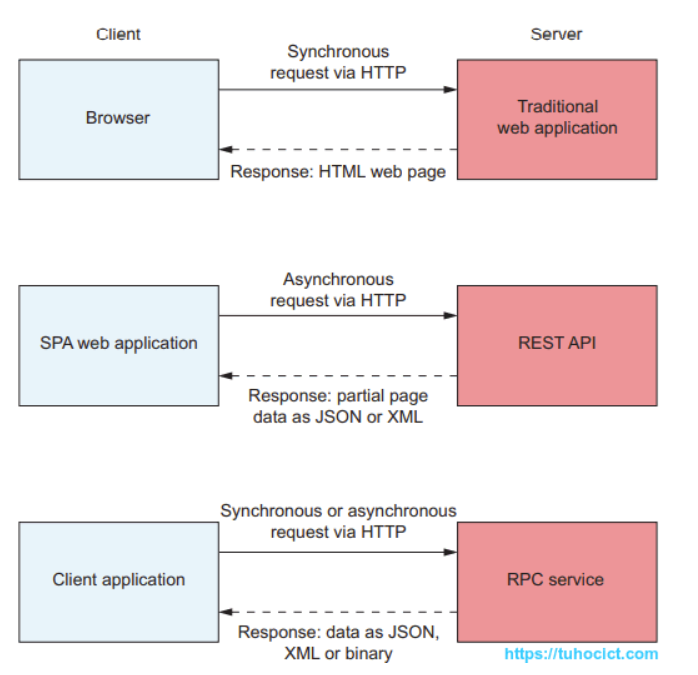 Client
Server
Synchronous
request via HTTP
Browser
Traditional
web application
Response: HTML web page
Asynchronous
request via HTTP
SPA web application
REST API
Response: partial page
data as JSON or XML
Synchronous or asynchronous
request via HTTP
Client application
RPC service
Response: data as JSON,
XML or binary
https://tuhocict.com